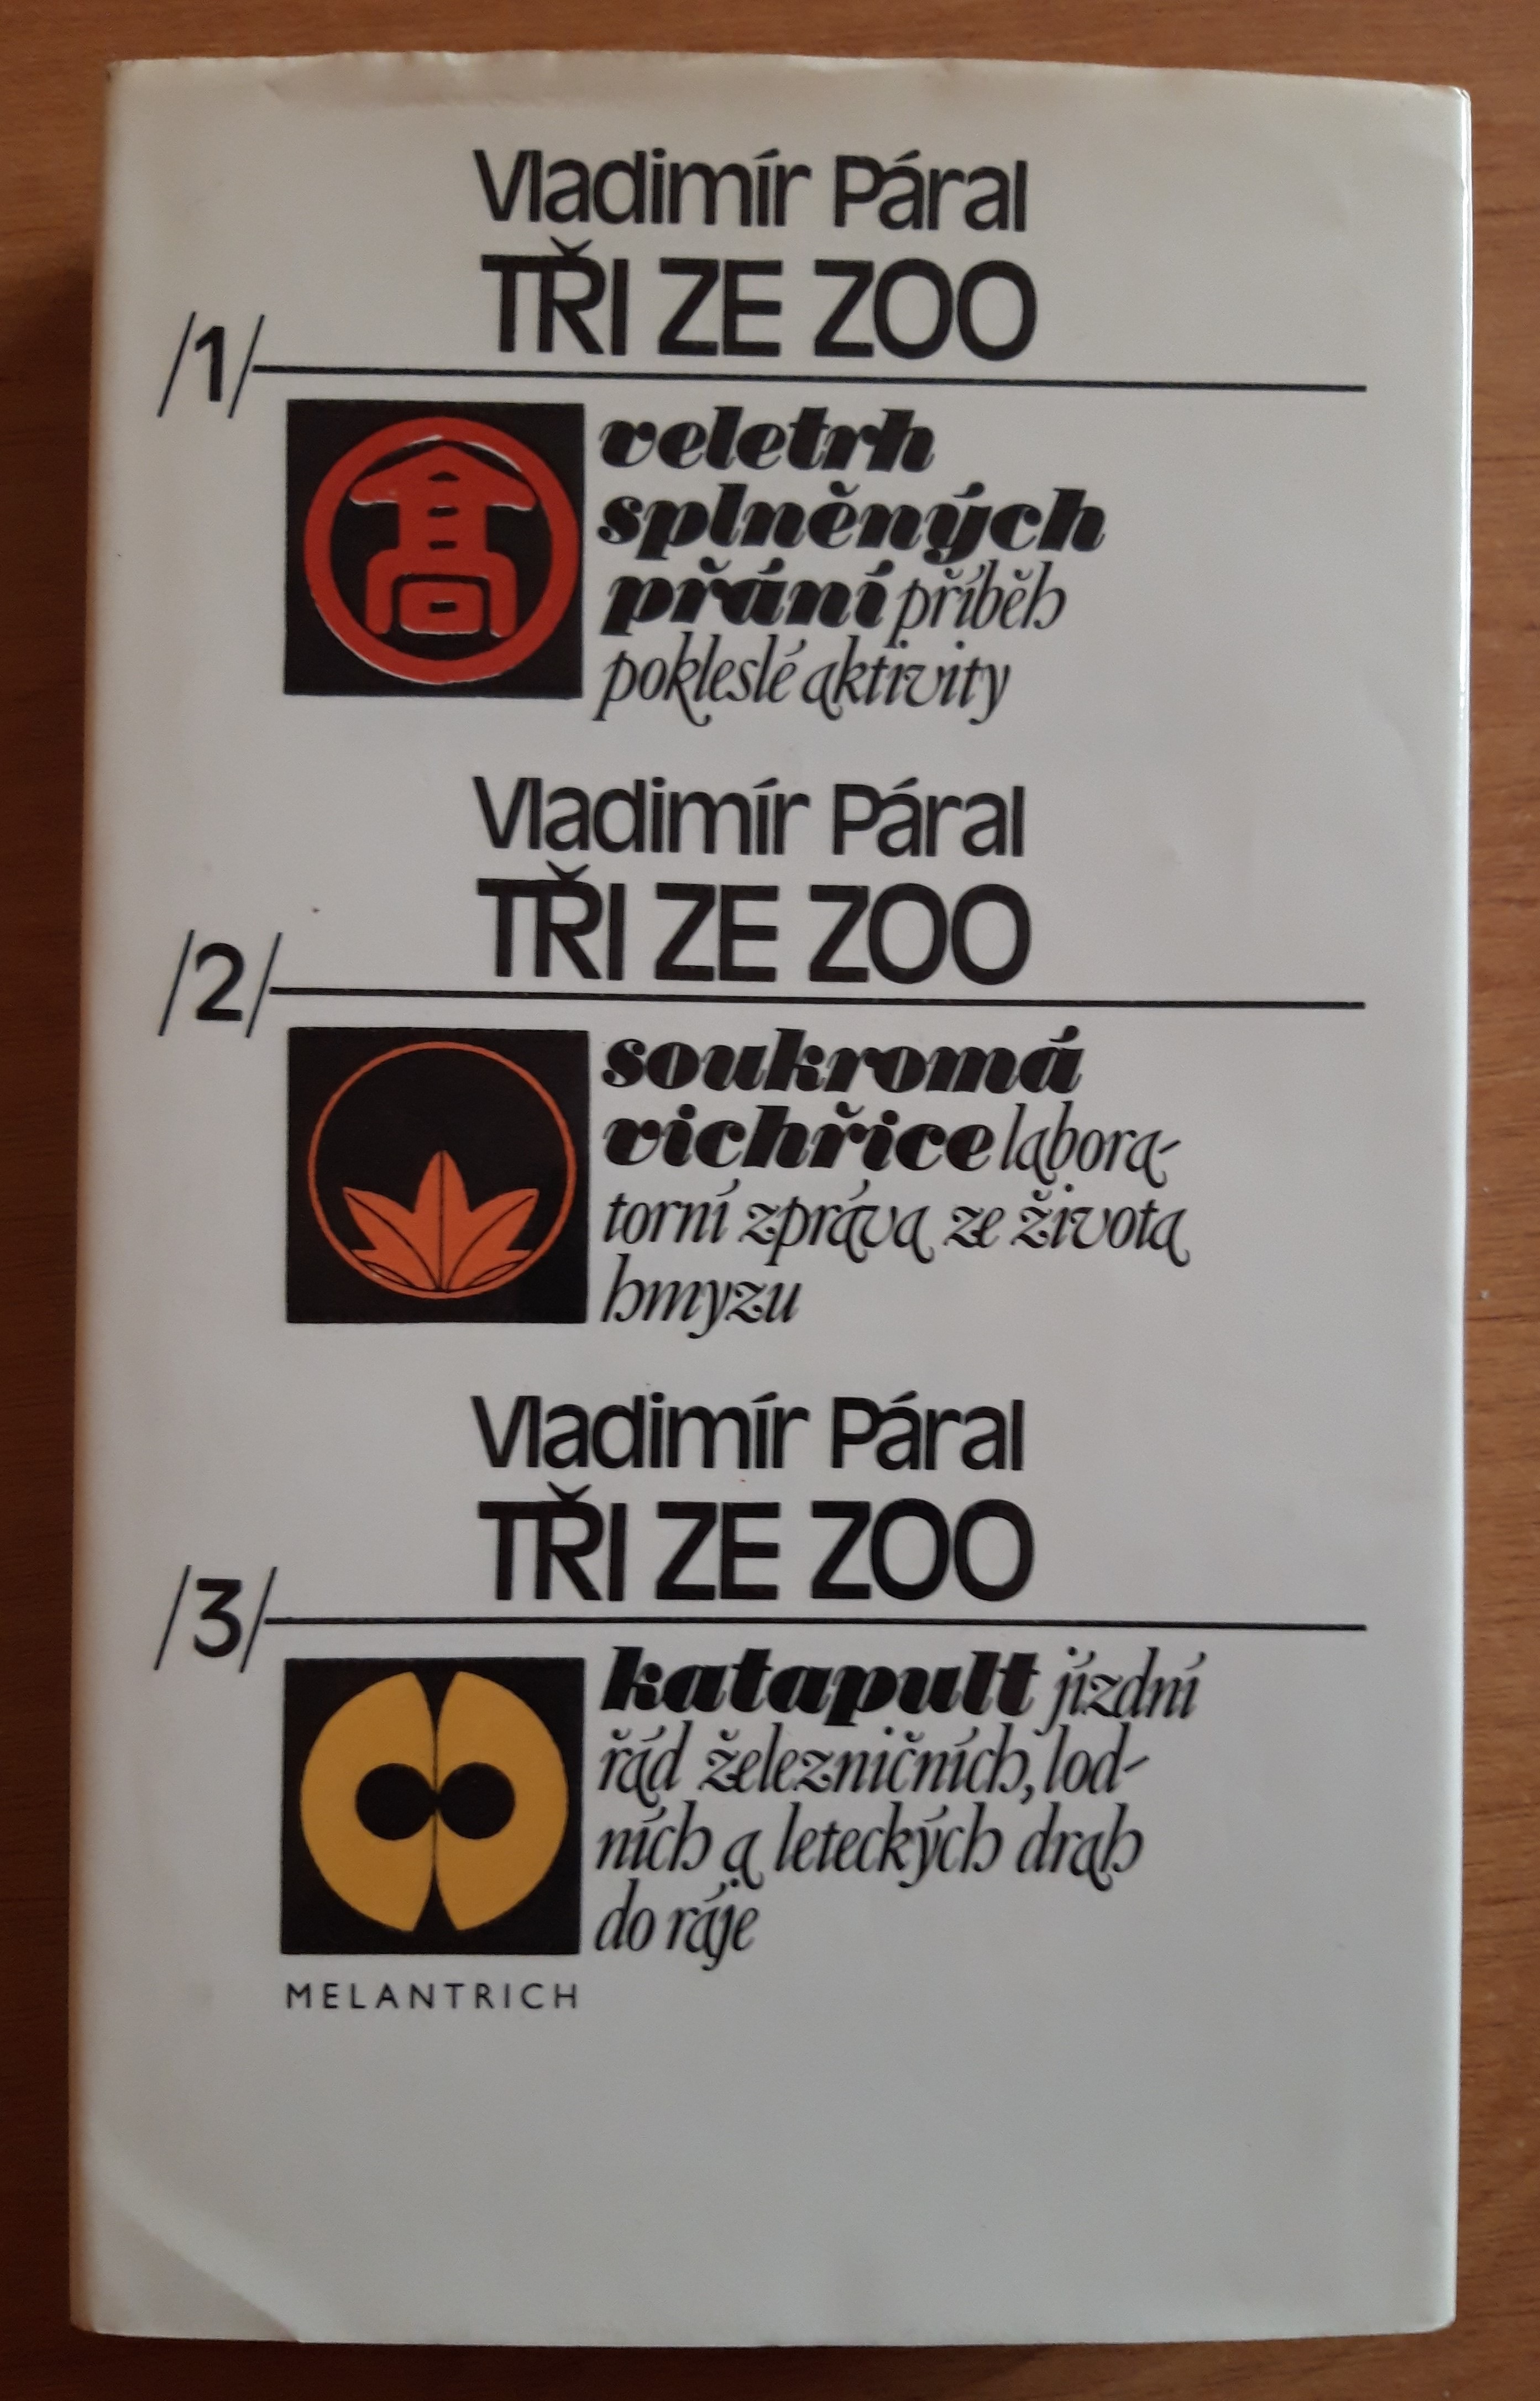 Vladimír Páral
TŘI ZE ZOO
/1/
高
veletrh
splněných
přání příběh
pokleslé aktivity
Vladimír Páral
TŘI ZE ZOO
/2/
soukromá
vichřice labora-
torní zpráva ze života
hmyzu
Vladimír Páral
TŘI ZE ZOO
/3/
katapult jízdní
řád železničních, lod-
ních a leteckých drah
do ráje
MELANTRICH